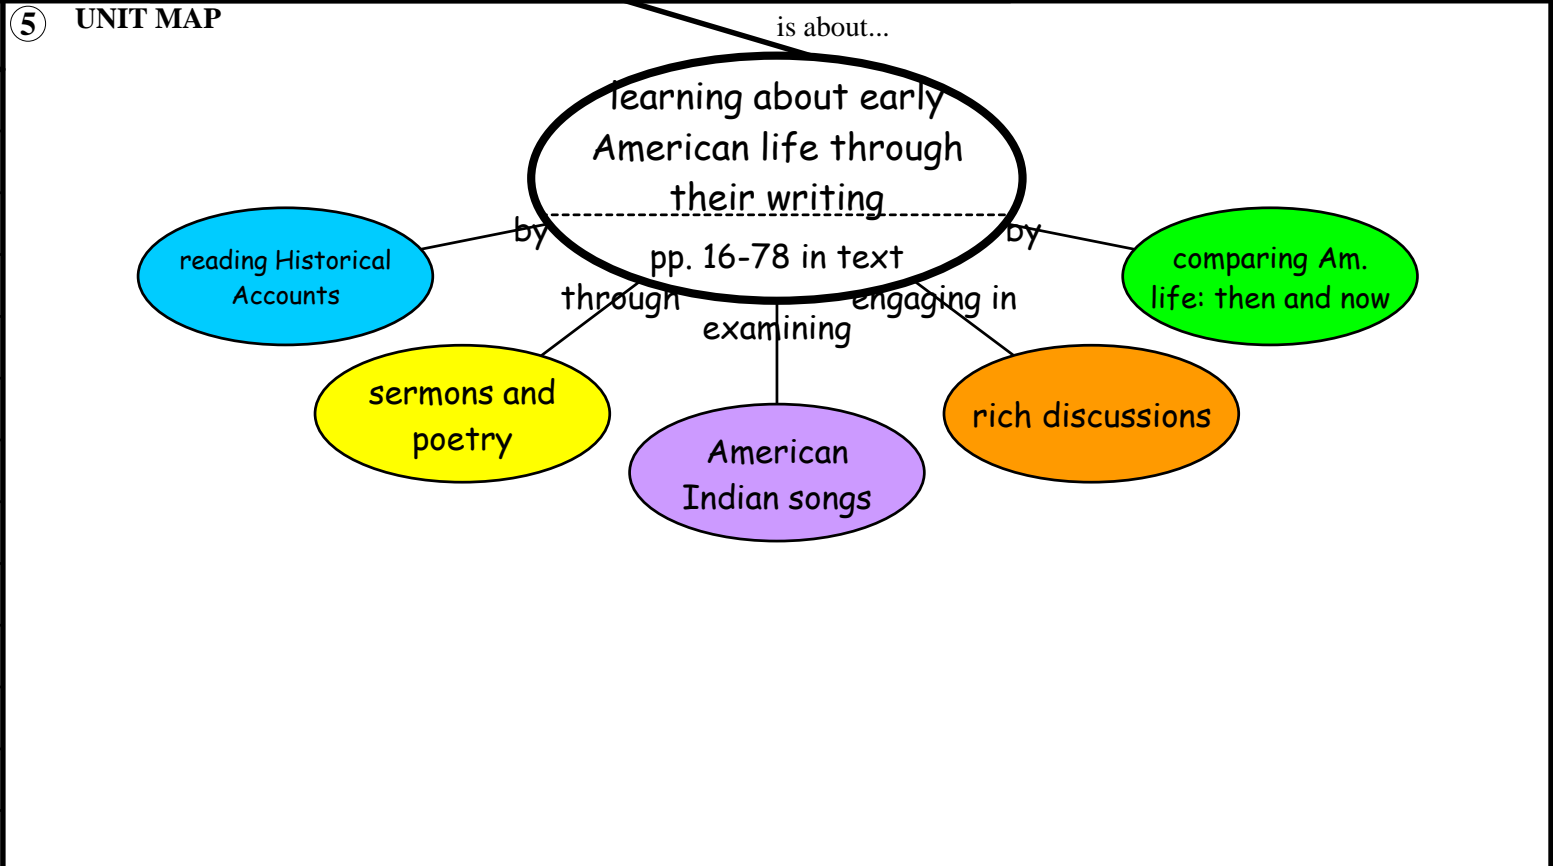 5 UNIT MAP
is about...
learning about early
American life through
their writing
pp. 16-78 in text
by
reading Historical
Accounts
through
sermons and
poetry
examining
American
Indian songs
engaging in
rich discussions
by
comparing Am.
life: then and now